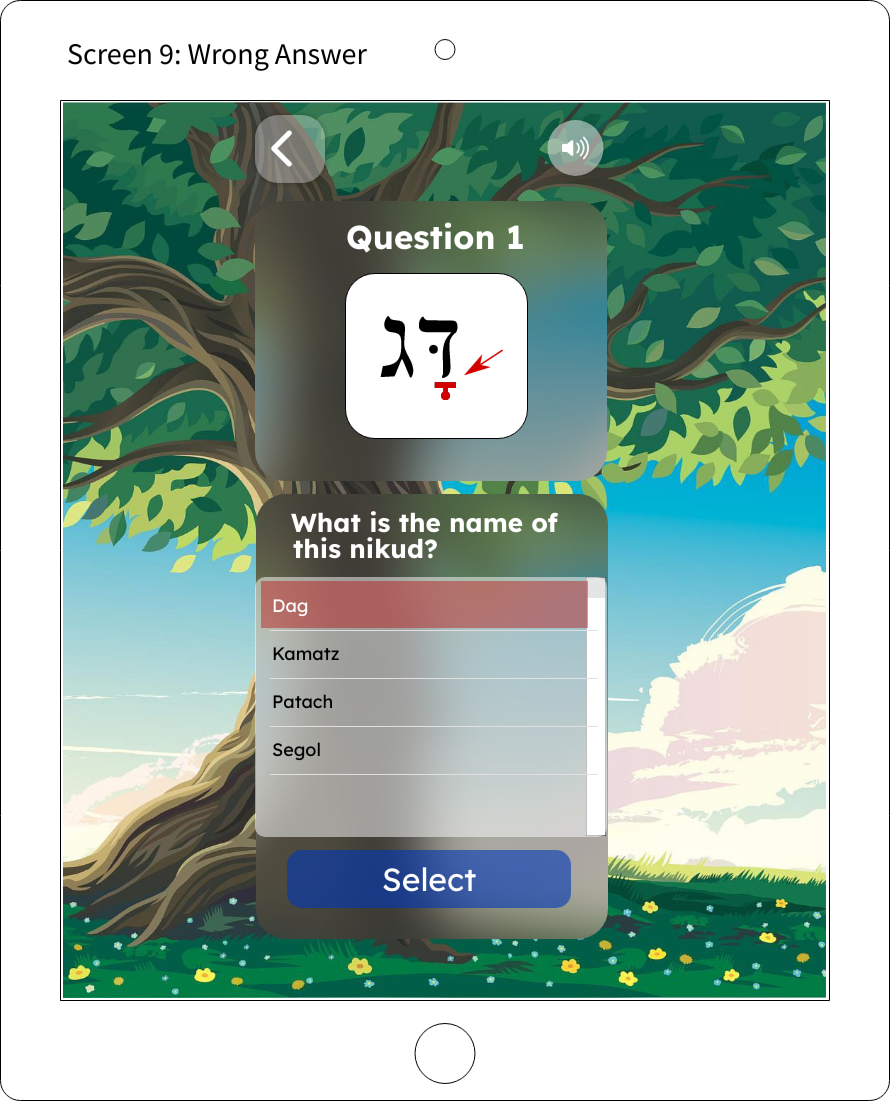 Screen 9: Wrong Answer
Question 1
דָּג
What is the name of
this nikud?
Dag
Kamatz
Patach
Segol
Select